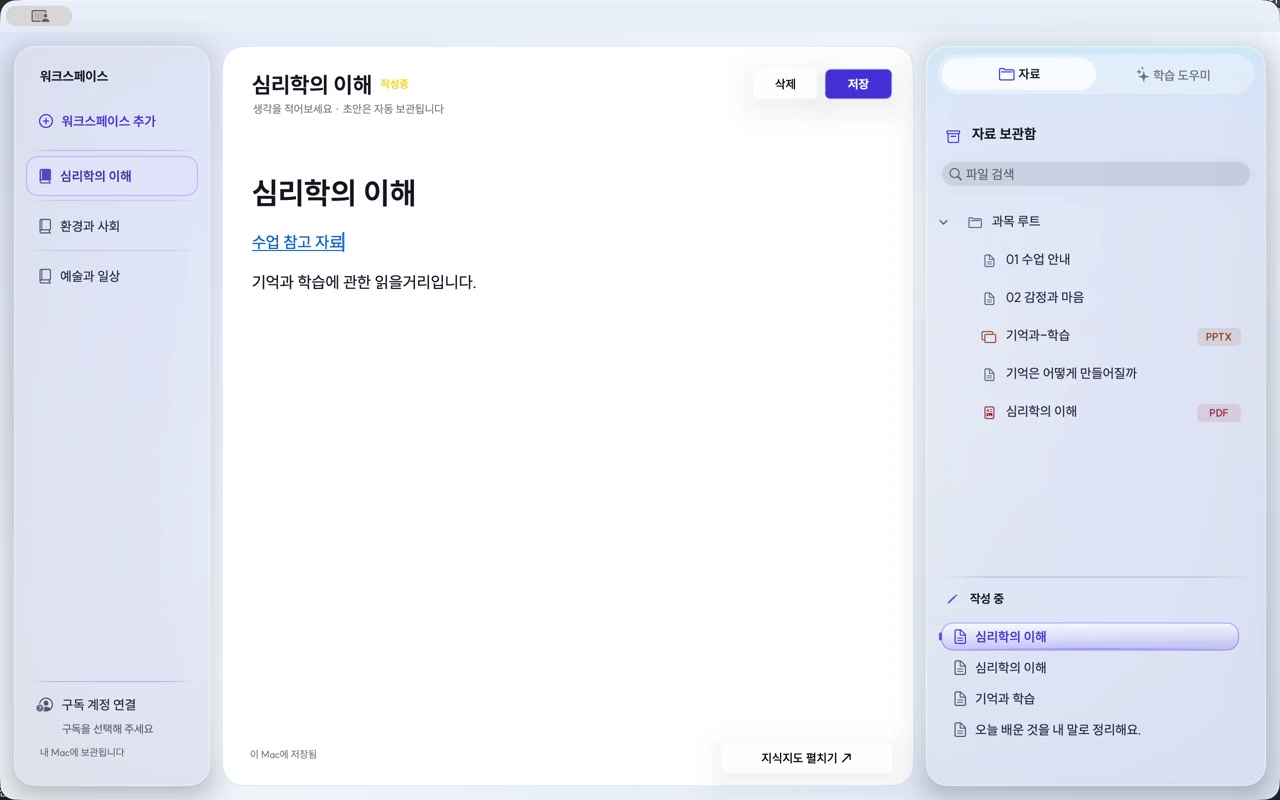 워크스페이스
워크스페이스 추가
심리학의 이해
환경과 사회
예술과 일상
구독 계정 연결
구독을 선택해 주세요
내 Mac에 보관됩니다
심리학의 이해 작성중
생각을 적어보세요 · 초안은 자동 보관됩니다
삭제
저장
심리학의 이해
수업 참고 자료
기억과 학습에 관한 읽을거리입니다.
이 Mac에 저장됨
지식지도 펼치기 ↗
자료
학습 도우미
자료 보관함
파일 검색
과목 루트
01 수업 안내
02 감정과 마음
기억과-학습 PPTX
기억은 어떻게 만들어질까
심리학의 이해 PDF
작성 중
심리학의 이해
심리학의 이해
기억과 학습
오늘 배운 것을 내 말로 정리해요.